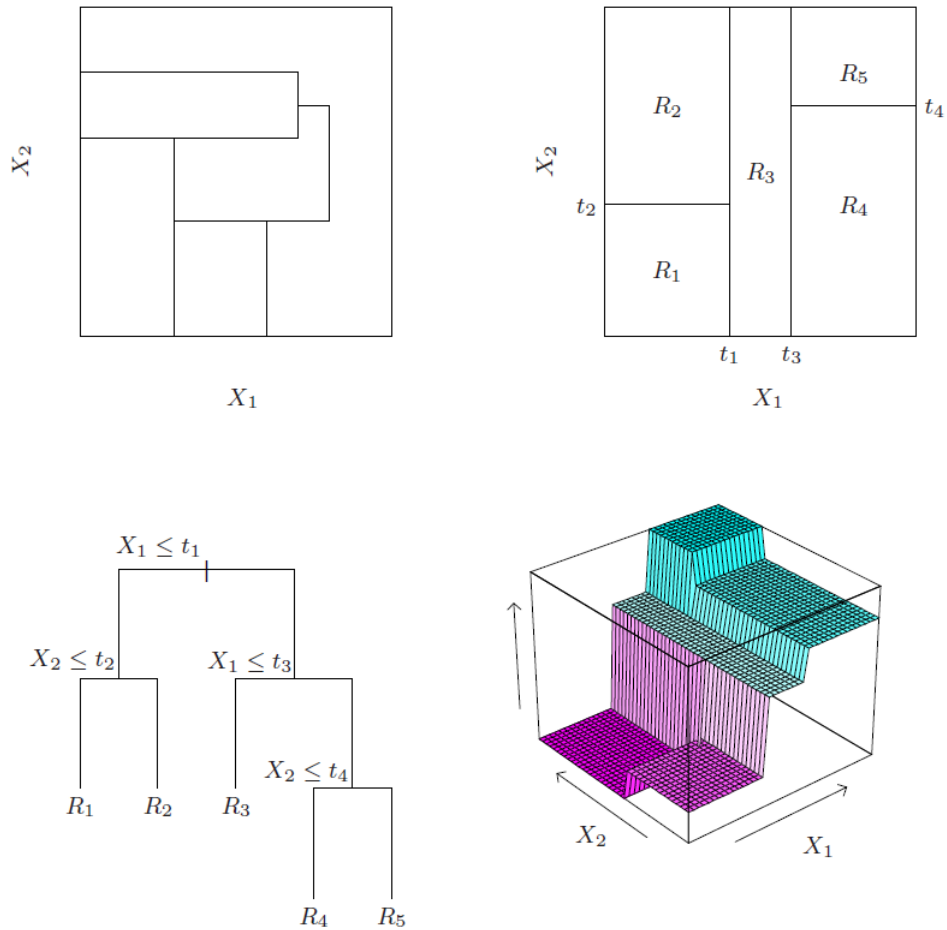 X₂
X₁
X₂
R₂
R₅
t₄
R₃
t₂
R₄
R₁
t₁
t₃
X₁
X₁ ≤ t₁
X₂ ≤ t₂
X₁ ≤ t₃
X₂ ≤ t₄
R₁
R₂
R₃
R₄
R₅
X₂
X₁